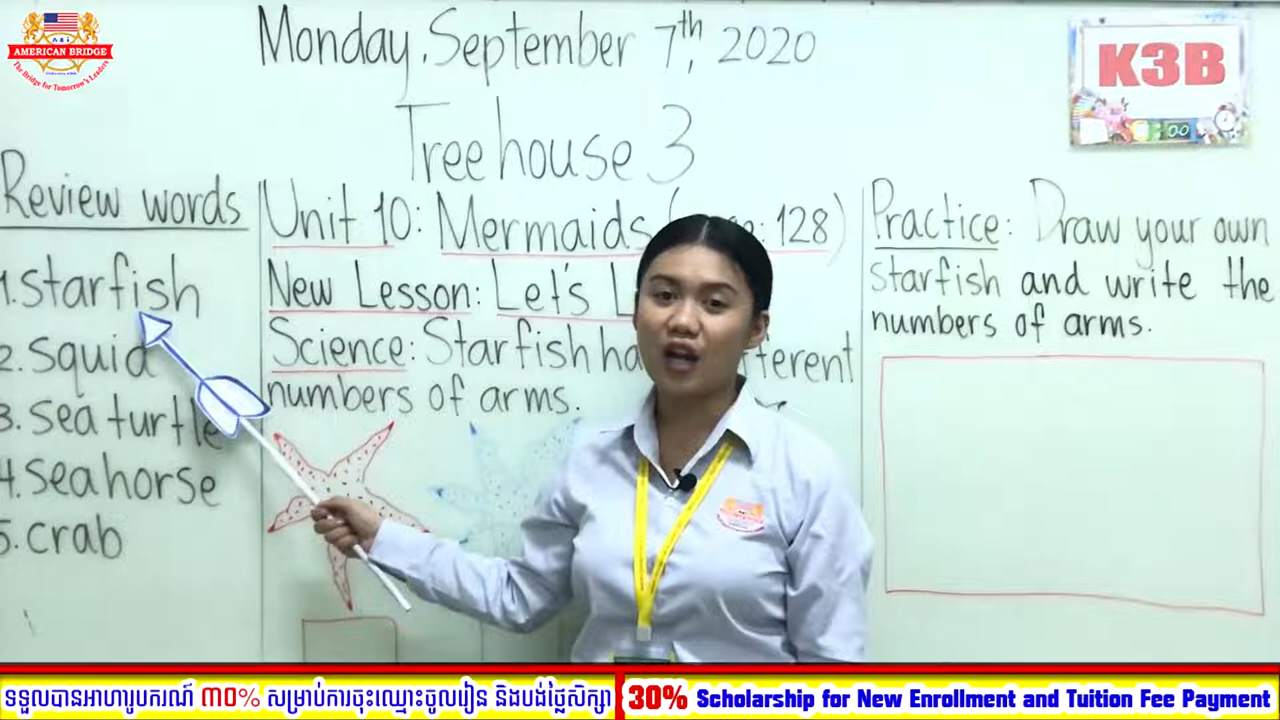 AMERICAN BRIDGE
The Bridge for Tomorrow's Leaders
Monday, September 7th, 2020
K3B
Treehouse 3
Review words
1. starfish
2. squid
3. sea turtle
4. seahorse
5. crab
Unit 10: Mermaids 128)
New Lesson: Let's
Science: Starfish
numbers of arms.
Practice: Draw your own
starfish and write the
numbers of arms.
ទទួលបានអាហារូបករណ៍ ៣០% សម្រាប់ការចុះឈ្មោះចូលរៀន និងបង់ថ្លៃសិក្សា
30% Scholarship for New Enrollment and Tuition Fee Payment